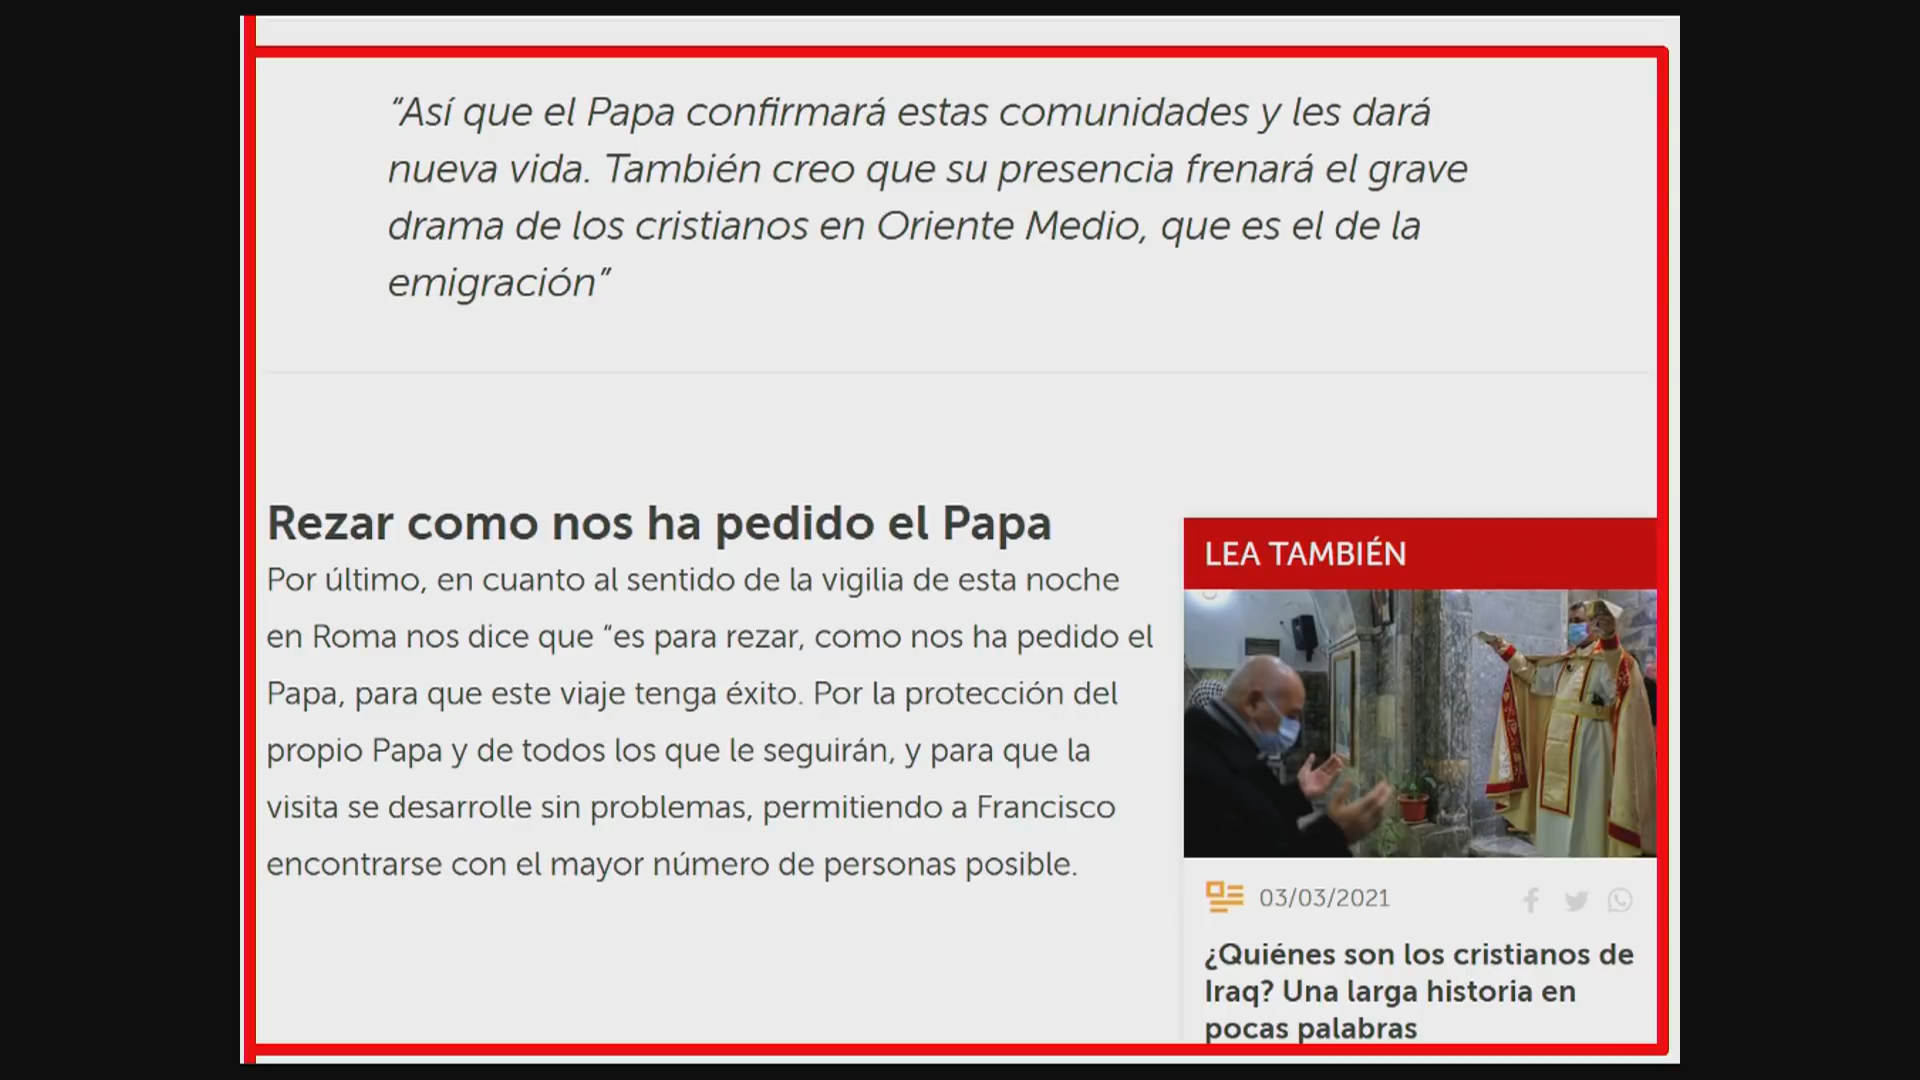 “Así que el Papa confirmará estas comunidades y les dará
nueva vida. También creo que su presencia frenará el grave
drama de los cristianos en Oriente Medio, que es el de la
emigración”
Rezar como nos ha pedido el Papa
Por último, en cuanto al sentido de la vigilia de esta noche
en Roma nos dice que “es para rezar, como nos ha pedido el
Papa, para que este viaje tenga éxito. Por la protección del
propio Papa y de todos los que le seguirán, y para que la
visita se desarrolle sin problemas, permitiendo a Francisco
encontrarse con el mayor número de personas posible.
LEA TAMBIÉN
03/03/2021
¿Quiénes son los cristianos de
Iraq? Una larga historia en
pocas palabras